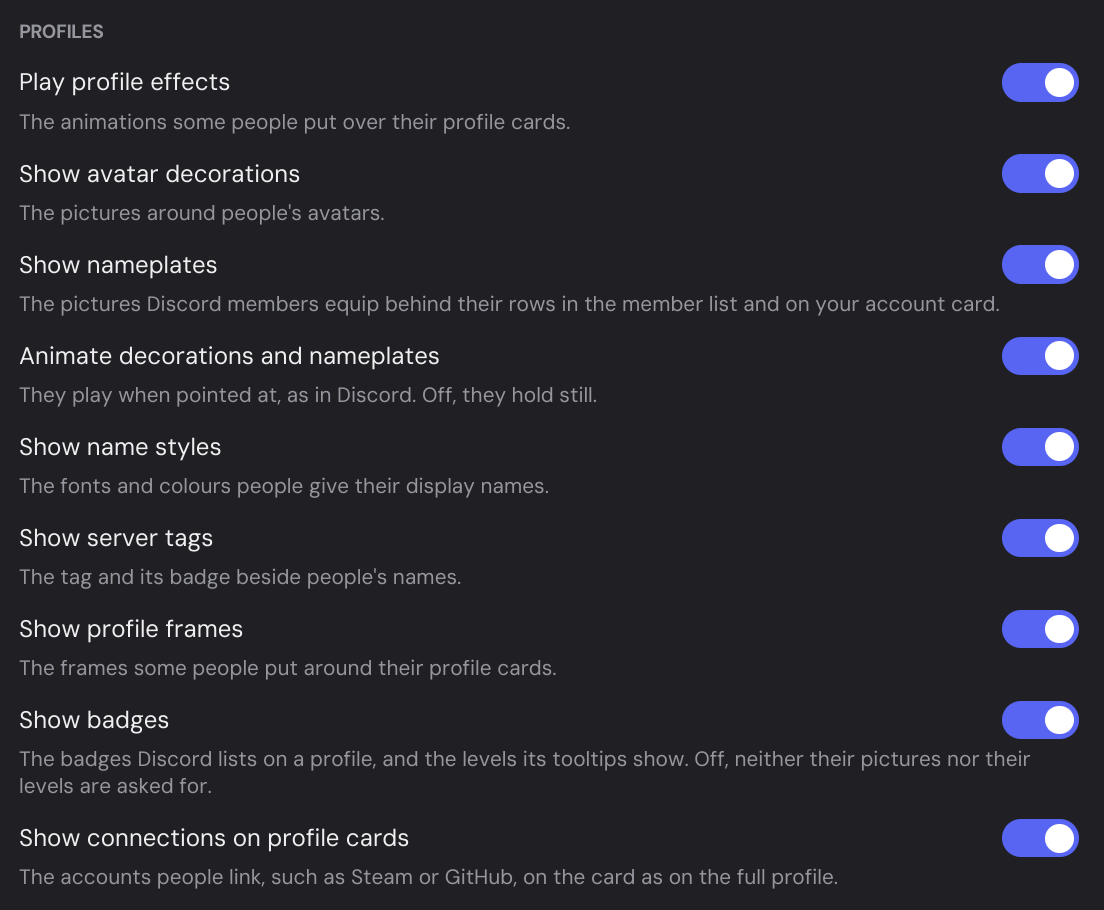 PROFILES
Play profile effects
The animations some people put over their profile cards.
Show avatar decorations
The pictures around people's avatars.
Show nameplates
The pictures Discord members equip behind their rows in the member list and on your account card.
Animate decorations and nameplates
They play when pointed at, as in Discord. Off, they hold still.
Show name styles
The fonts and colours people give their display names.
Show server tags
The tag and its badge beside people's names.
Show profile frames
The frames some people put around their profile cards.
Show badges
The badges Discord lists on a profile, and the levels its tooltips show. Off, neither their pictures nor their
levels are asked for.
Show connections on profile cards
The accounts people link, such as Steam or GitHub, on the card as on the full profile.